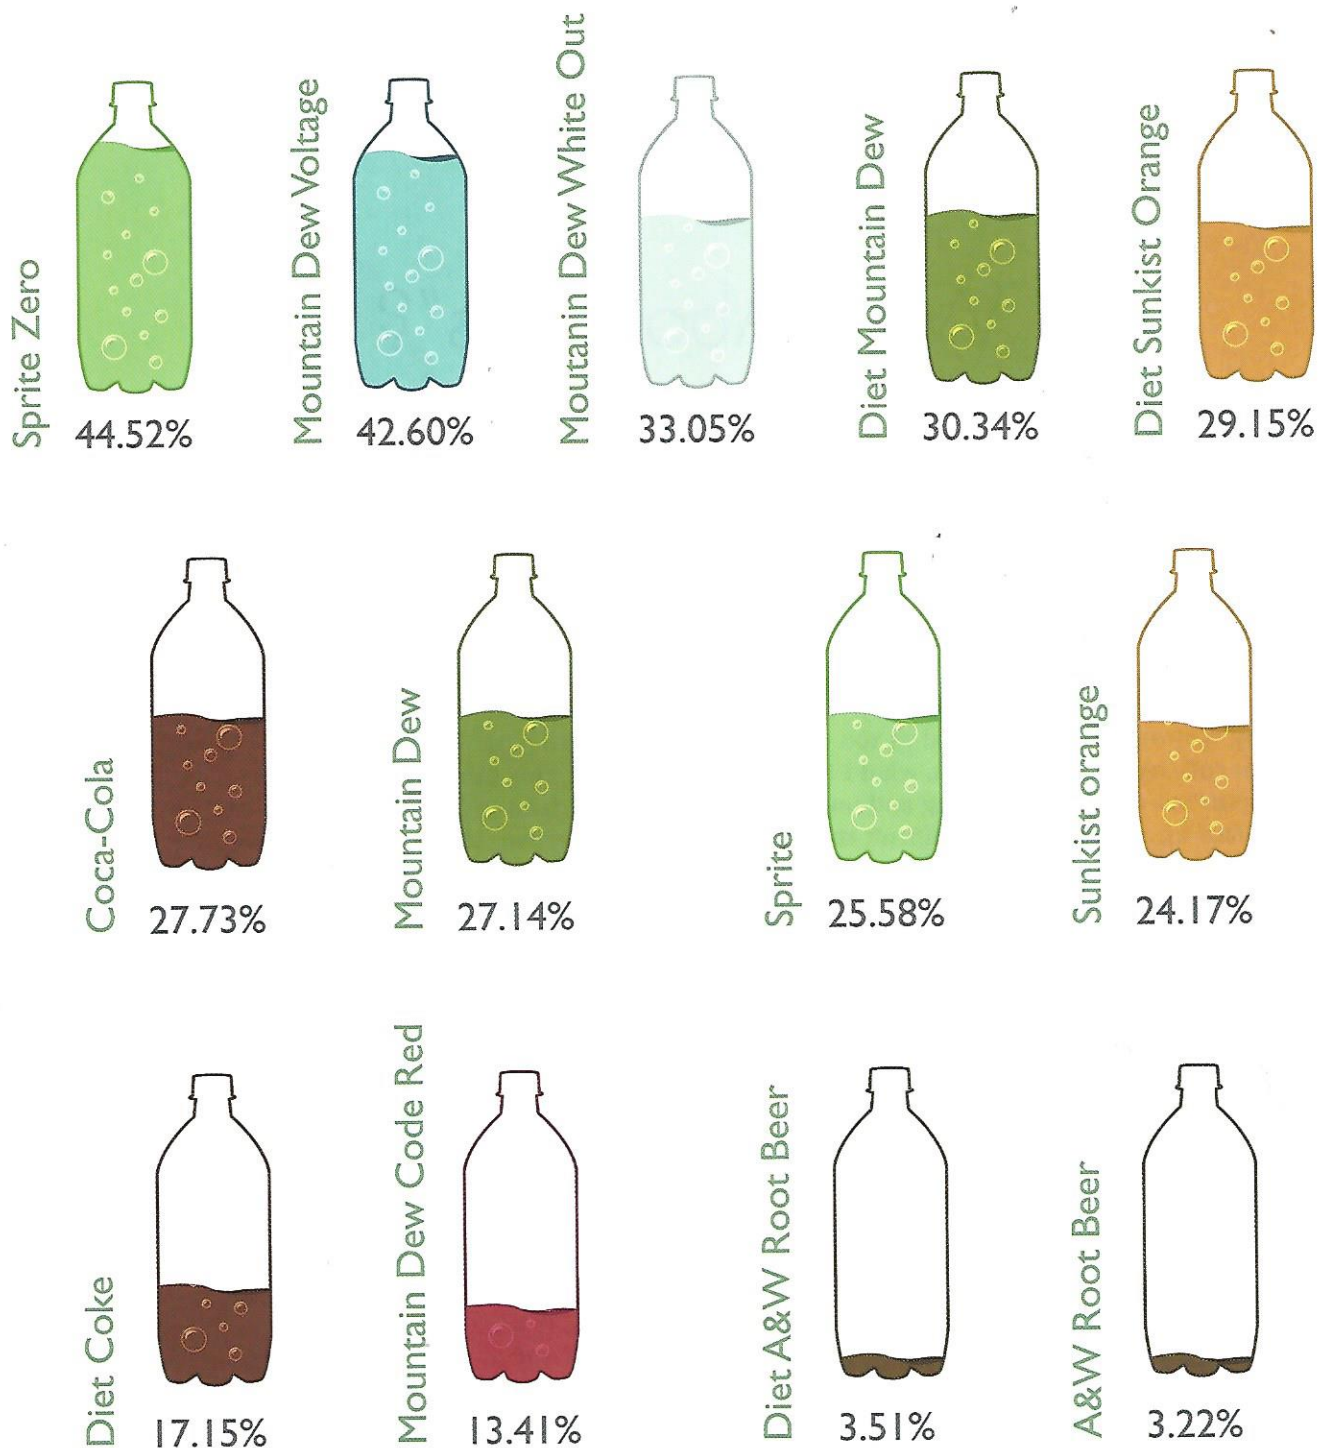 Sprite Zero
44.52%
Mountain Dew Voltage
42.60%
Moutanin Dew White Out
33.05%
Diet Mountain Dew
30.34%
Diet Sunkist Orange
29.15%
Coca-Cola
27.73%
Mountain Dew
27.14%
Sprite
25.58%
Sunkist orange
24.17%
Diet Coke
17.15%
Mountain Dew Code Red
13.41%
Diet A&W Root Beer
3.51%
A&W Root Beer
3.22%